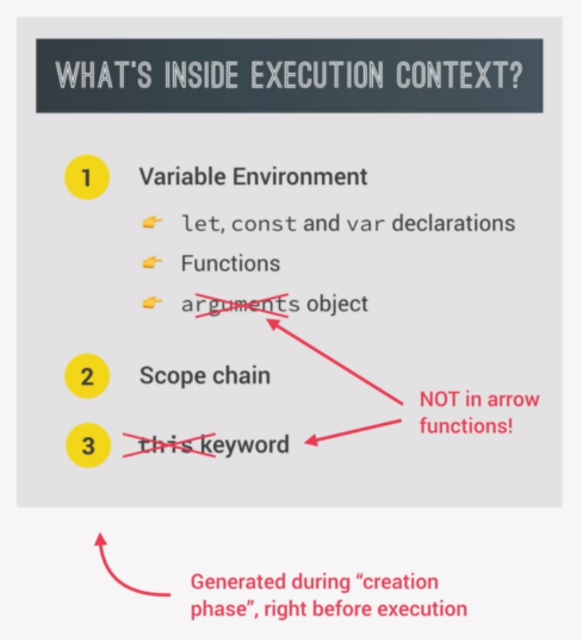 WHAT'S INSIDE EXECUTION CONTEXT?
1 Variable Environment
let, const and var declarations
Functions
arguments object
2 Scope chain
NOT in arrow
functions!
3 this keyword
Generated during “creation
phase”, right before execution